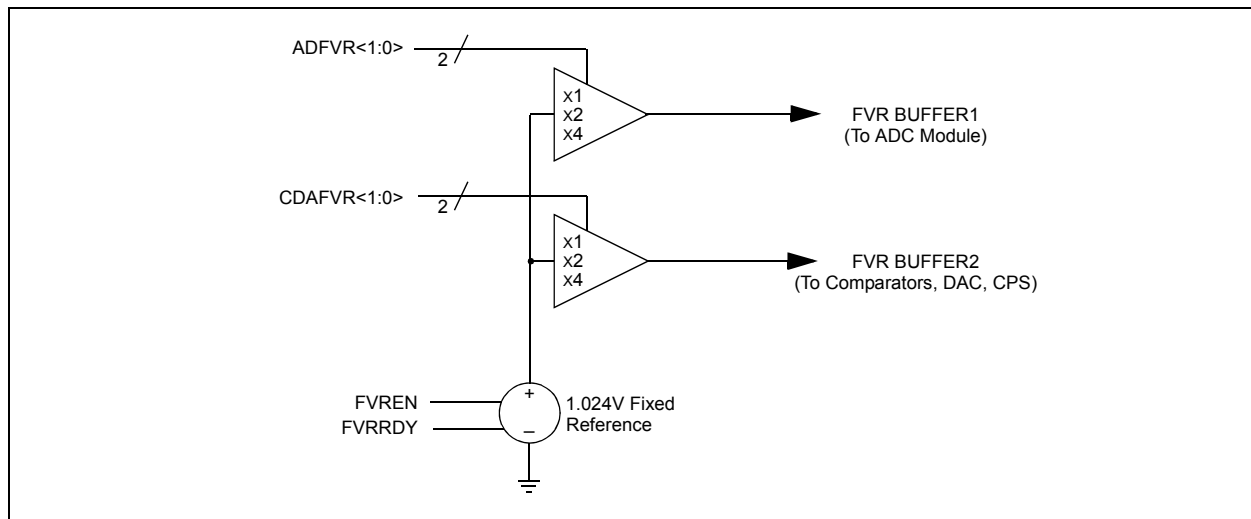 ADFVR<1:0>
2
X1
X2
X4
FVR BUFFER1
(To ADC Module)
CDAFVR<1:0>
2
X1
X2
X4
FVR BUFFER2
(To Comparators, DAC, CPS)
+
FVREN
1.024V Fixed
FVRRDY
_
Reference